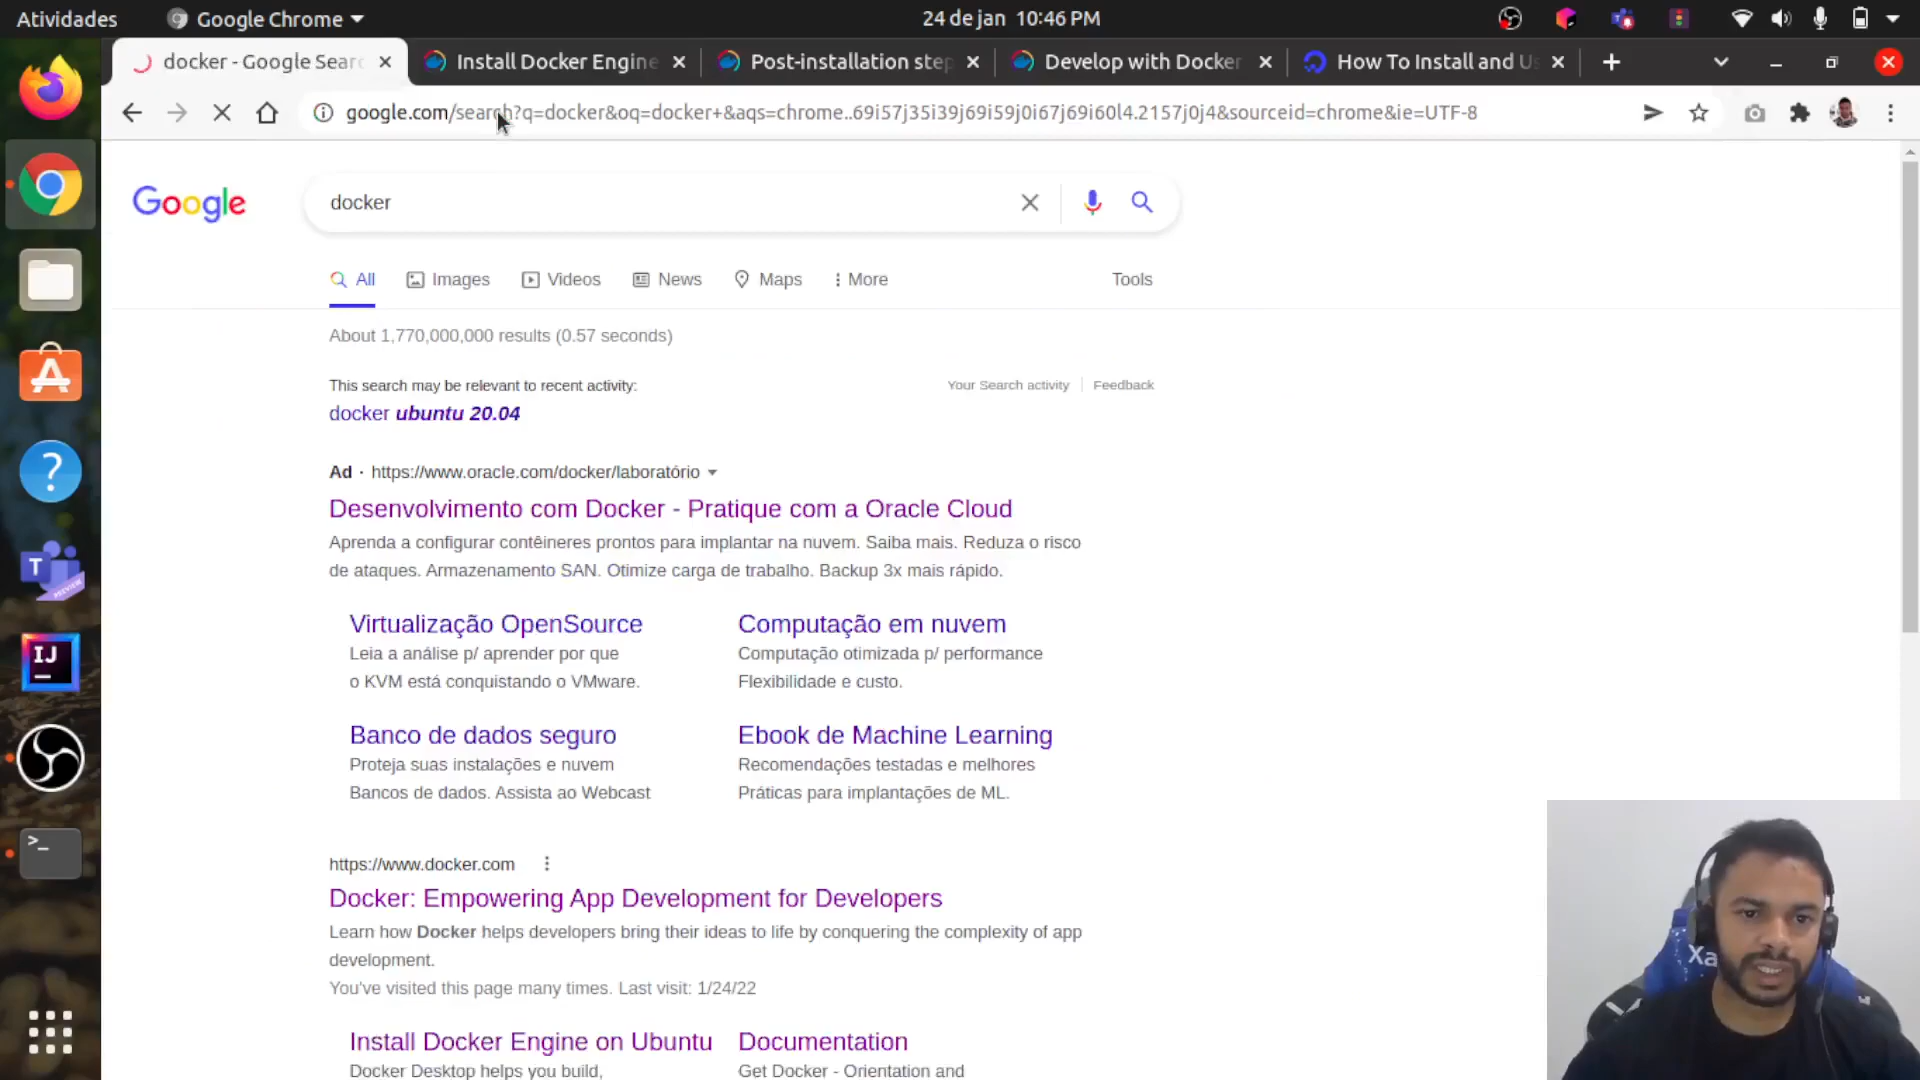 Atividades
Google Chrome
24 de jan 10:46 PM
docker - Google Sear
Install Docker Engine
Post-installation step
Develop with Docker
How To Install and Us
google.com/search?q=docker&oq=docker+&aqs=chrome..69i57j35i39j69i59j0i67j69i60l4.2157j0j4&sourceid=chrome&ie=UTF-8
Google
docker
All
Images
Videos
News
Maps
More
Tools
About 1,770,000,000 results (0.57 seconds)
This search may be relevant to recent activity:
Your Search activity
Feedback
docker ubuntu 20.04
Ad · https://www.oracle.com/docker/laboratório
Desenvolvimento com Docker - Pratique com a Oracle Cloud
Aprenda a configurar contêineres prontos para implantar na nuvem. Saiba mais. Reduza o risco
de ataques. Armazenamento SAN. Otimize carga de trabalho. Backup 3x mais rápido.
Virtualização OpenSource
Leia a análise p/ aprender por que
o KVM está conquistando o VMware.
Computação em nuvem
Computação otimizada p/ performance
Flexibilidade e custo.
Banco de dados seguro
Proteja suas instalações e nuvem
Bancos de dados. Assista ao Webcast
Ebook de Machine Learning
Recomendações testadas e melhores
Práticas para implantações de ML.
https://www.docker.com
Docker: Empowering App Development for Developers
Learn how Docker helps developers bring their ideas to life by conquering the complexity of app
development.
You've visited this page many times. Last visit: 1/24/22
Install Docker Engine on Ubuntu
Docker Desktop helps you build,
Documentation
Get Docker - Orientation and
T
PREVIEW
IJ
Xa